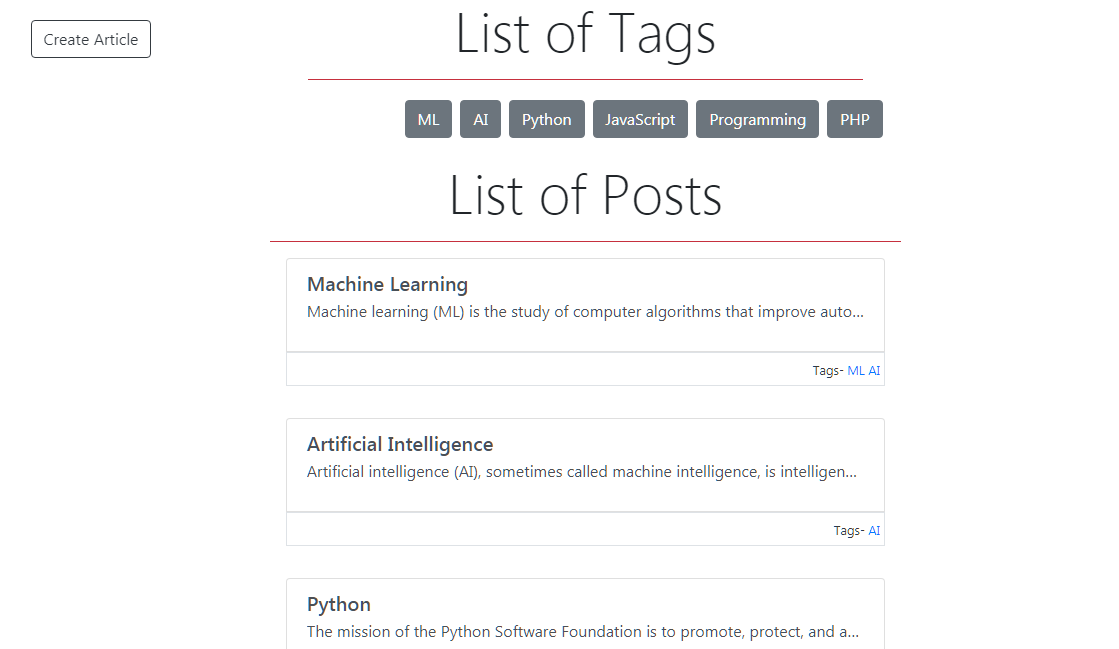 Create Article
List of Tags
ML AI Python JavaScript Programming PHP
List of Posts
Machine Learning
Machine learning (ML) is the study of computer algorithms that improve auto...
Tags- ML AI
Artificial Intelligence
Artificial intelligence (AI), sometimes called machine intelligence, is intelligen...
Tags- AI
Python
The mission of the Python Software Foundation is to promote, protect, and a...